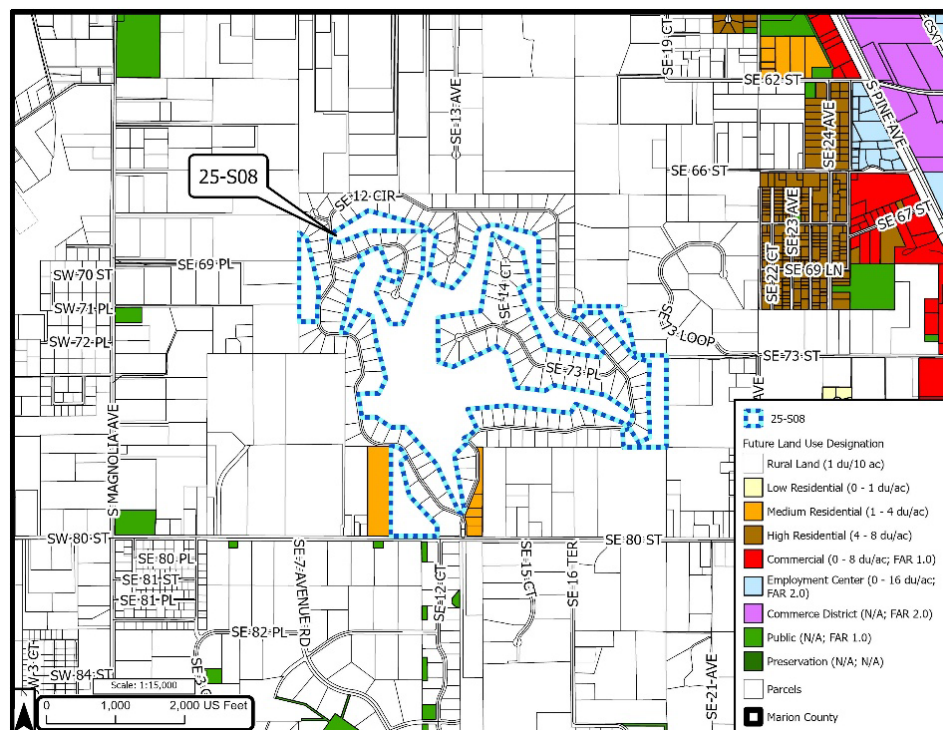 SE 19 CT
SE 13 AVE
SE 62 ST
S PINE AVE
CSXT
SE 24 AVE
SE 66 ST
25-S08
SE 12 CIR
SE 67 ST
SE 23 AVE
SW 70 ST
SE 69 PL
SE 69 LN
SE 22 CT
SE 14 CT
SW 71 PL
SE 73 LOOP
SW 72 PL
SE 73 ST
SE 73 PL
AVE
S MAGNOLIA AVE
SW 80 ST
SE 80 ST
SE 80 PL
SE 81 ST
SE 81 PL
SE 7 AVENUE RD
SE 12 CT
SE 15 CT
SE 16 TER
SE 82 PL
SW 3 CT
SW 84 ST
SE 21 AVE
Scale: 1:15,000
0 1,000 2,000 US Feet
25-S08
Future Land Use Designation
Rural Land (1 du/10 ac)
Low Residential (0 - 1 du/ac)
Medium Residential (1 - 4 du/ac)
High Residential (4 - 8 du/ac)
Commercial (0 - 8 du/ac; FAR 1.0)
Employment Center (0 - 16 du/ac;
FAR 2.0)
Commerce District (N/A; FAR 2.0)
Public (N/A; FAR 1.0)
Preservation (N/A; N/A)
Parcels
Marion County